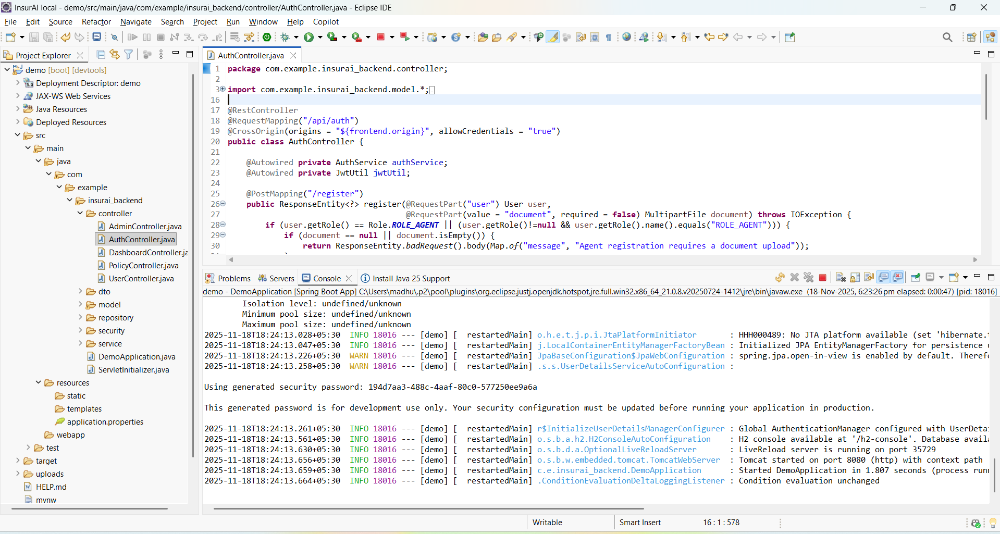 InsurAI local - demo/src/main/java/com/example/insurai_backend/controller/AuthController.java - Eclipse IDE
File Edit Source Refactor Navigate Search Project Run Window Help Copilot
Project Explorer
demo [boot] [devtools]
Deployment Descriptor: demo
JAX-WS Web Services
Java Resources
Deployed Resources
src
main
java
com
example
insurai_backend
controller
AdminController.java
AuthController.java
DashboardController.ja
PolicyController.java
UserController.java
dto
model
repository
security
service
DemoApplication.java
ServletInitializer.java
resources
static
templates
application.properties
webapp
test
target
uploads
HELP.md
mvnw
AuthController.java
1 package com.example.insurai_backend.controller;
2
3 import com.example.insurai_backend.model.*;
16
17 @RestController
18 @RequestMapping("/api/auth")
19 @CrossOrigin(origins = "${frontend.origin}", allowCredentials = "true")
20 public class AuthController {
21
22 @Autowired private AuthService authService;
23 @Autowired private JwtUtil jwtUtil;
24
25 @PostMapping("/register")
26 public ResponseEntity<?> register(@RequestPart("user") User user,
27 @RequestPart(value = "document", required = false) MultipartFile document) throws IOException {
28 if (user.getRole() == Role.ROLE_AGENT || (user.getRole()!=null && user.getRole().name().equals("ROLE_AGENT"))) {
29 if (document == null || document.isEmpty()) {
30 return ResponseEntity.badRequest().body(Map.of("message", "Agent registration requires a document upload"));
Problems Servers Console Install Java 25 Support
demo - DemoApplication [Spring Boot App] C:\Users\madhu\.p2\pool\plugins\org.eclipse.justj.openjdk.hotspot.jre.full.win32.x86_64_21.0.8.v20250724-1412\jre\bin\javaw.exe (18-Nov-2025, 6:23:26 pm elapsed: 0:00:47) [pid: 18016]
Isolation level: undefined/unknown
Minimum pool size: undefined/unknown
Maximum pool size: undefined/unknown
2025-11-18T18:24:13.028+05:30 INFO 18016 --- [demo] [ restartedMain] o.h.e.t.j.p.i.JtaPlatformInitiator : HHH000489: No JTA platform available (set 'hibernate.
2025-11-18T18:24:13.047+05:30 INFO 18016 --- [demo] [ restartedMain] j.LocalContainerEntityManagerFactoryBean : Initialized JPA EntityManagerFactory for persistence
2025-11-18T18:24:13.226+05:30 WARN 18016 --- [demo] [ restartedMain] JpaBaseConfiguration$JpaWebConfiguration : spring.jpa.open-in-view is enabled by default. Theref
2025-11-18T18:24:13.258+05:30 WARN 18016 --- [demo] [ restartedMain] .s.s.UserDetailsServiceAutoConfiguration :
Using generated security password: 194d7aa3-488c-4aaf-80c0-577250ee9a6a
This generated password is for development use only. Your security configuration must be updated before running your application in production.
2025-11-18T18:24:13.261+05:30 INFO 18016 --- [demo] [ restartedMain] r$InitializeUserDetailsManagerConfigurer : Global AuthenticationManager configured with UserDeta
2025-11-18T18:24:13.561+05:30 INFO 18016 --- [demo] [ restartedMain] o.s.b.a.h2.H2ConsoleAutoConfiguration : H2 console available at '/h2-console'. Database avail
2025-11-18T18:24:13.630+05:30 INFO 18016 --- [demo] [ restartedMain] o.s.b.d.a.OptionalLiveReloadServer : LiveReload server is running on port 35729
2025-11-18T18:24:13.656+05:30 INFO 18016 --- [demo] [ restartedMain] o.s.b.w.embedded.tomcat.TomcatWebServer : Tomcat started on port 8080 (http) with context path
2025-11-18T18:24:13.659+05:30 INFO 18016 --- [demo] [ restartedMain] c.e.insurai_backend.DemoApplication : Started DemoApplication in 1.807 seconds (process run
2025-11-18T18:24:13.664+05:30 INFO 18016 --- [demo] [ restartedMain] .ConditionEvaluationDeltaLoggingListener : Condition evaluation unchanged
Writable Smart Insert 16 : 1 : 578